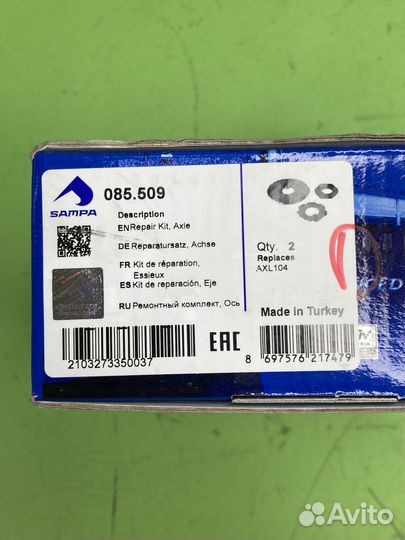 SAMPA
085.509
Description
EN Repair Kit, Axle
DE Reparatursatz, Achse
FR Kit de réparation, Essieux
ES Kit de reparación, Eje
RU Ремонтный комплект, Ось
Qty. 2
Replaces
AXL104
Made in Turkey
EAC
2103273350037
8 697576 217479
Avito